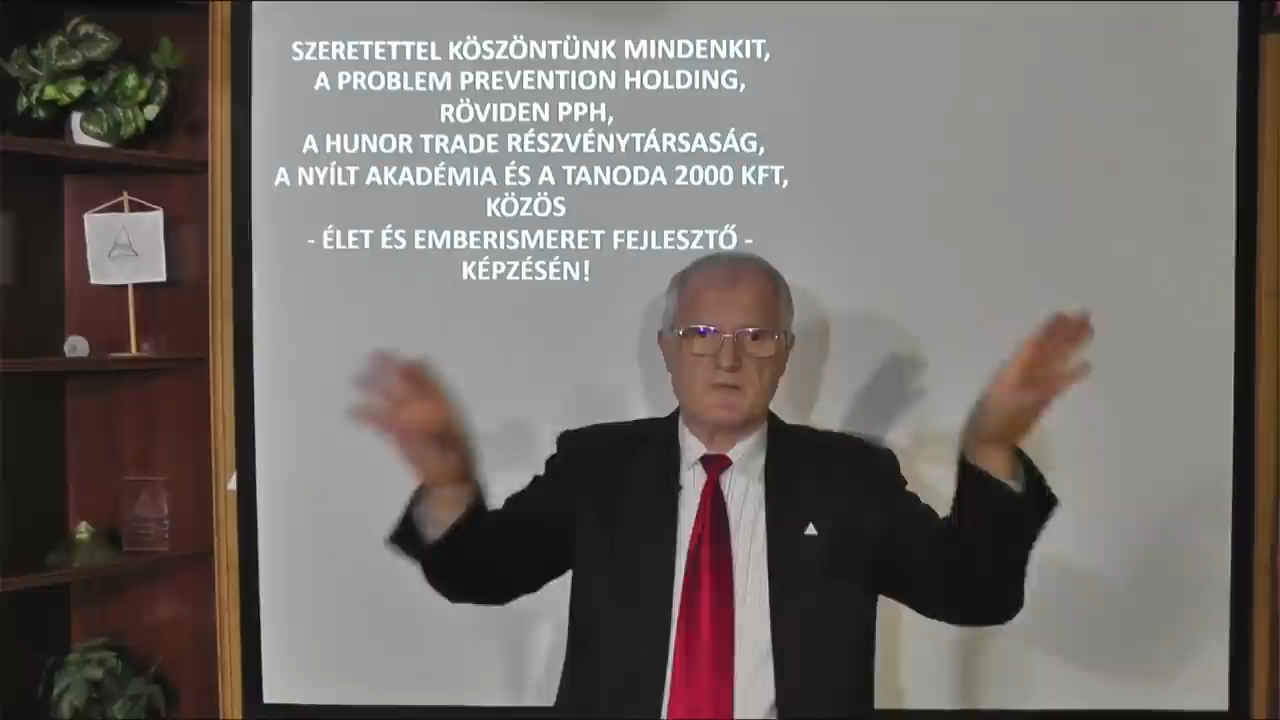 SZERETETTEL KÖSZÖNTÜNK MINDENKIT,
A PROBLEM PREVENTION HOLDING,
RÖVIDEN PPH,
A HUNOR TRADE RÉSZVÉNYTÁRSASÁG,
A NYÍLT AKADÉMIA ÉS A TANODA 2000 KFT,
KÖZÖS
- ÉLET ÉS EMBERISMERET FEJLESZTŐ -
KÉPZÉSÉN!